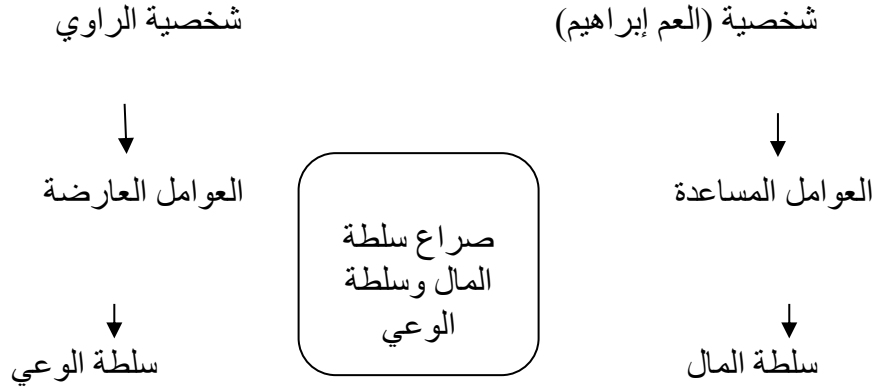 شخصية (العم إبراهيم)
شخصية الراوي
العوامل المساعدة
العوامل العارضة
صراع سلطة
المال وسلطة
الوعي
سلطة المال
سلطة الوعي